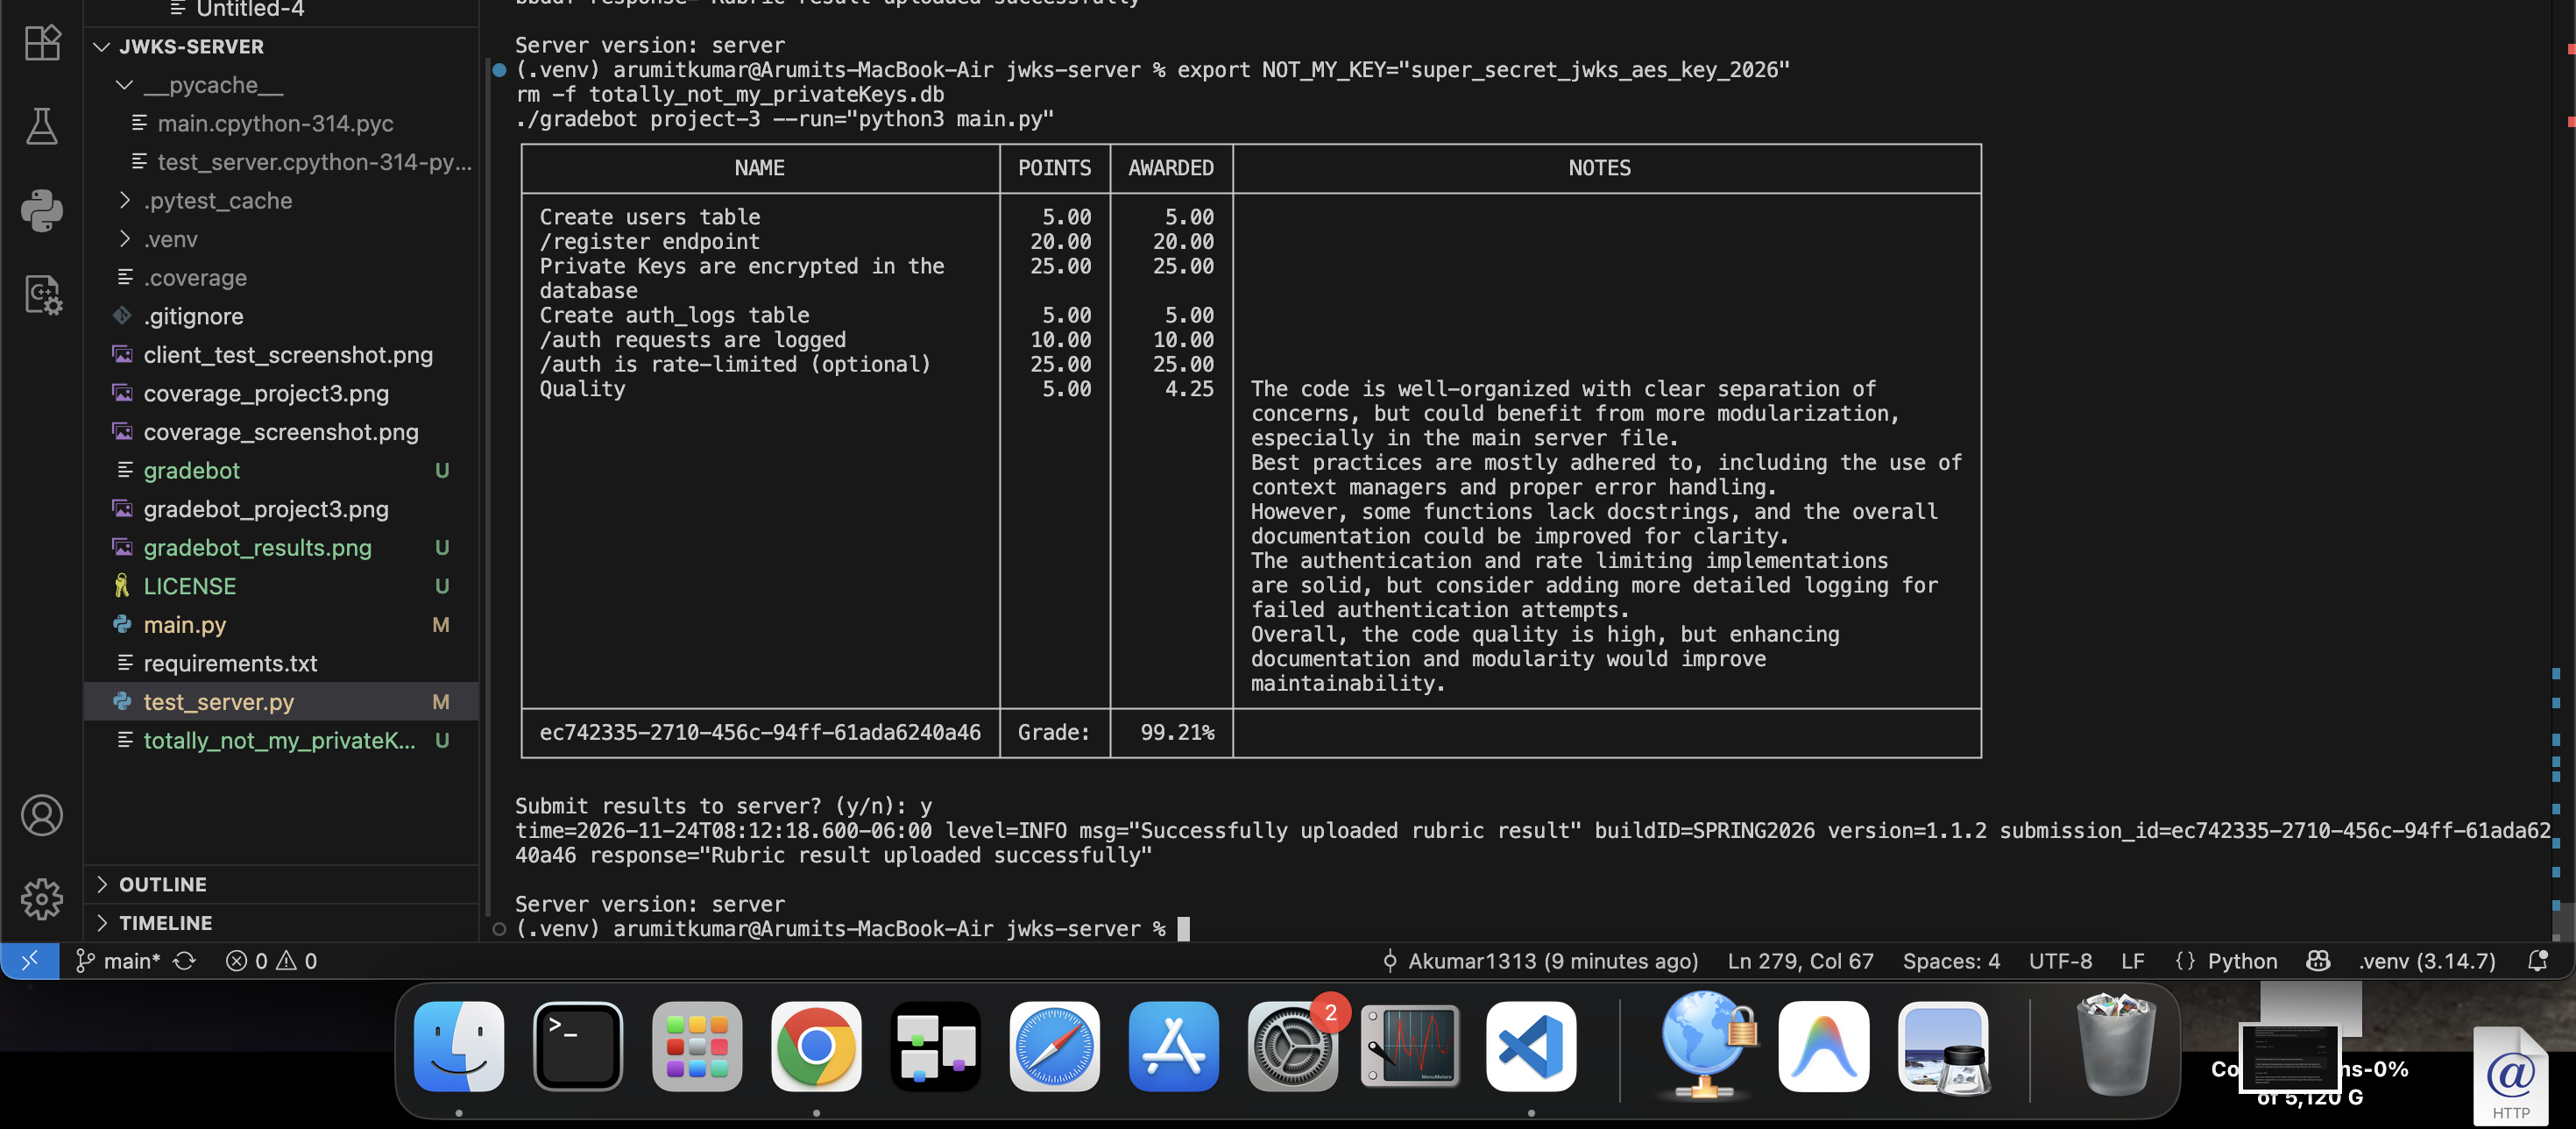 Untitled-4
JWKS-SERVER
__pycache__
main.cpython-314.pyc
test_server.cpython-314-py...
.pytest_cache
.venv
.coverage
.gitignore
client_test_screenshot.png
coverage_project3.png
coverage_screenshot.png
gradebot U
gradebot_project3.png
gradebot_results.png U
LICENSE U
main.py M
requirements.txt
test_server.py M
totally_not_my_privateK... U
OUTLINE
TIMELINE
response="Rubric result uploaded successfully"
Server version: server
(.venv) arumitkumar@Arumits-MacBook-Air jwks-server % export NOT_MY_KEY="super_secret_jwks_aes_key_2026"
rm -f totally_not_my_privateKeys.db
./gradebot project-3 --run="python3 main.py"
NAME POINTS AWARDED NOTES
Create users table 5.00 5.00
/register endpoint 20.00 20.00
Private Keys are encrypted in the 25.00 25.00
database
Create auth_logs table 5.00 5.00
/auth requests are logged 10.00 10.00
/auth is rate-limited (optional) 25.00 25.00
Quality 5.00 4.25 The code is well-organized with clear separation of
concerns, but could benefit from more modularization,
especially in the main server file.
Best practices are mostly adhered to, including the use of
context managers and proper error handling.
However, some functions lack docstrings, and the overall
documentation could be improved for clarity.
The authentication and rate limiting implementations
are solid, but consider adding more detailed logging for
failed authentication attempts.
Overall, the code quality is high, but enhancing
documentation and modularity would improve
maintainability.
ec742335-2710-456c-94ff-61ada6240a46 Grade: 99.21%
Submit results to server? (y/n): y
time=2026-11-24T08:12:18.600-06:00 level=INFO msg="Successfully uploaded rubric result" buildID=SPRING2026 version=1.1.2 submission_id=ec742335-2710-456c-94ff-61ada62
40a46 response="Rubric result uploaded successfully"
Server version: server
(.venv) arumitkumar@Arumits-MacBook-Air jwks-server %
main* 0 0 Akumar1313 (9 minutes ago) Ln 279, Col 67 Spaces: 4 UTF-8 LF {} Python .venv (3.14.7)
>_
2
MenuMeters
Co ns-0%
of 5,120 G
@
HTTP